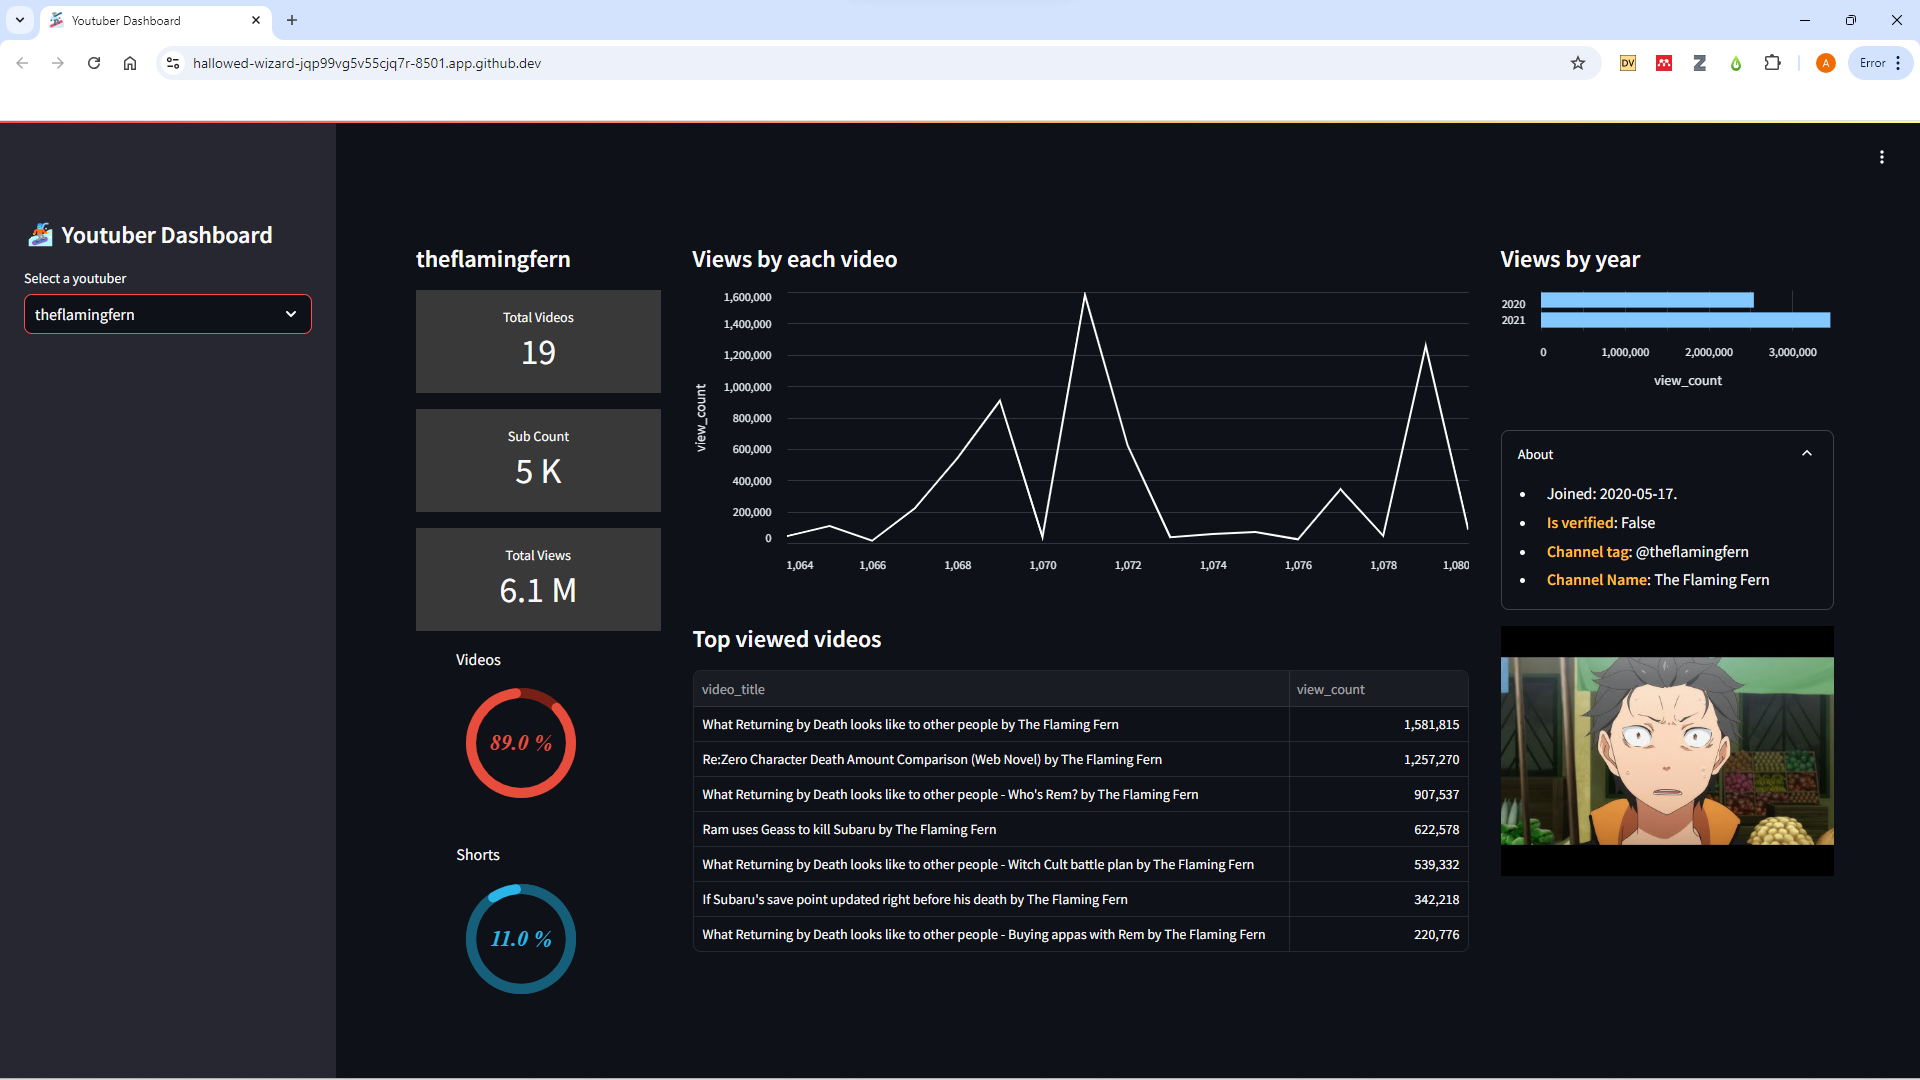 Youtuber Dashboard
hallowed-wizard-jqp99vg5v55cjq7r-8501.app.github.dev
DV
A
Error
Youtuber Dashboard
Select a youtuber
theflamingfern
theflamingfern
Total Videos
19
Sub Count
5 K
Total Views
6.1 M
Videos
89.0 %
Shorts
11.0 %
Views by each video
view_count
1,600,000
1,400,000
1,200,000
1,000,000
800,000
600,000
400,000
200,000
0
1,064 1,066 1,068 1,070 1,072 1,074 1,076 1,078 1,080
Top viewed videos
video_title view_count
What Returning by Death looks like to other people by The Flaming Fern 1,581,815
Re:Zero Character Death Amount Comparison (Web Novel) by The Flaming Fern 1,257,270
What Returning by Death looks like to other people - Who's Rem? by The Flaming Fern 907,537
Ram uses Geass to kill Subaru by The Flaming Fern 622,578
What Returning by Death looks like to other people - Witch Cult battle plan by The Flaming Fern 539,332
If Subaru's save point updated right before his death by The Flaming Fern 342,218
What Returning by Death looks like to other people - Buying appas with Rem by The Flaming Fern 220,776
Views by year
2020
2021
0 1,000,000 2,000,000 3,000,000
view_count
About
Joined: 2020-05-17.
Is verified: False
Channel tag: @theflamingfern
Channel Name: The Flaming Fern